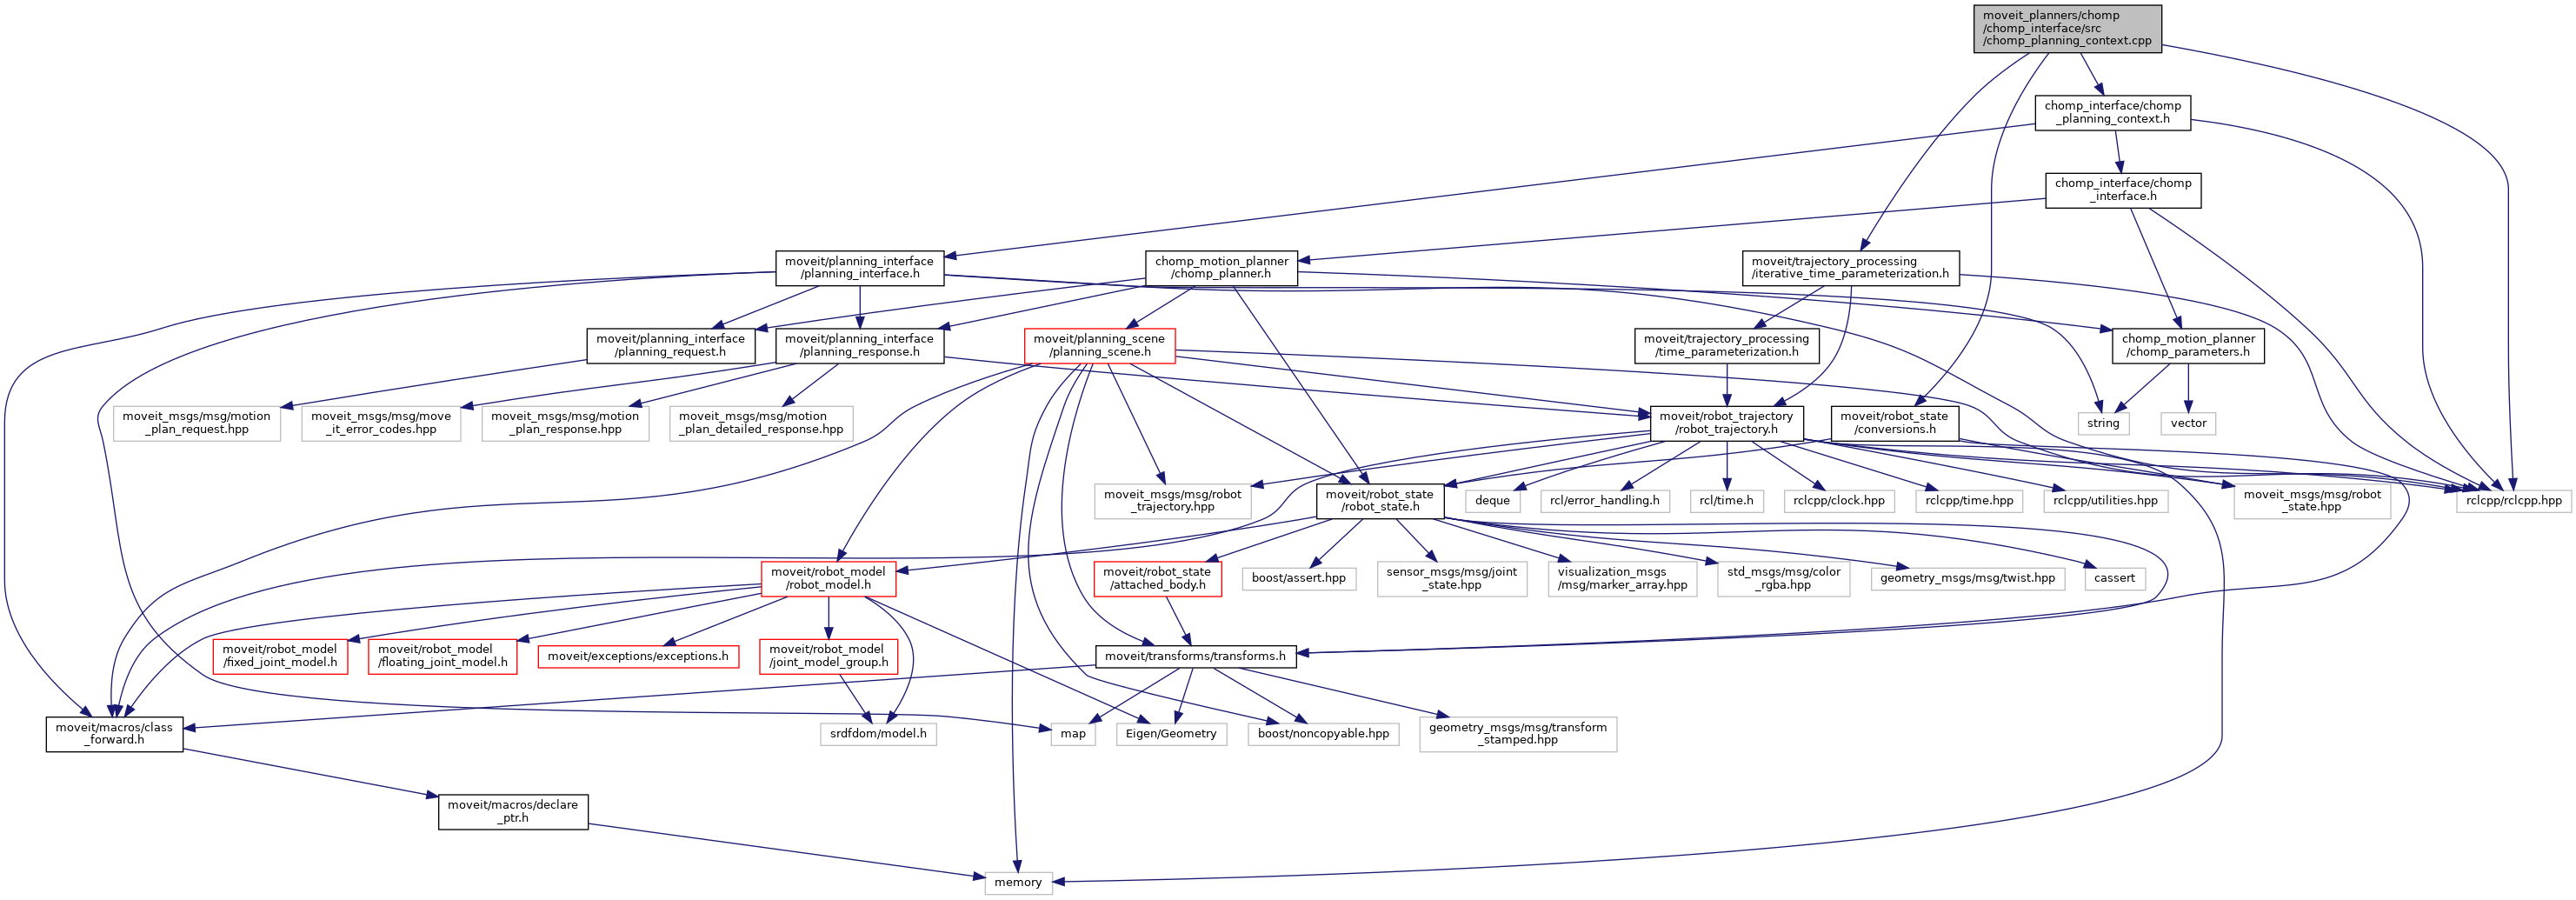 moveit_planners/chomp
/chomp_interface/src
/chomp_planning_context.cpp
chomp_interface/chomp
_planning_context.h
chomp_interface/chomp
_interface.h
moveit/planning_interface
/planning_interface.h
chomp_motion_planner
/chomp_planner.h
moveit/trajectory_processing
/iterative_time_parameterization.h
moveit/planning_interface
/planning_request.h
moveit/planning_interface
/planning_response.h
moveit/planning_scene
/planning_scene.h
moveit/trajectory_processing
/time_parameterization.h
chomp_motion_planner
/chomp_parameters.h
moveit_msgs/msg/motion
_plan_request.hpp
moveit_msgs/msg/move
_it_error_codes.hpp
moveit_msgs/msg/motion
_plan_response.hpp
moveit_msgs/msg/motion
_plan_detailed_response.hpp
moveit/robot_trajectory
/robot_trajectory.h
moveit/robot_state
/conversions.h
string
vector
moveit_msgs/msg/robot
_trajectory.hpp
moveit/robot_state
/robot_state.h
deque
rcl/error_handling.h
rcl/time.h
rclcpp/clock.hpp
rclcpp/time.hpp
rclcpp/utilities.hpp
moveit_msgs/msg/robot
_state.hpp
rclcpp/rclcpp.hpp
moveit/robot_model
/robot_model.h
moveit/robot_state
/attached_body.h
boost/assert.hpp
sensor_msgs/msg/joint
_state.hpp
visualization_msgs
/msg/marker_array.hpp
std_msgs/msg/color
_rgba.hpp
geometry_msgs/msg/twist.hpp
cassert
moveit/robot_model
/fixed_joint_model.h
moveit/robot_model
/floating_joint_model.h
moveit/exceptions/exceptions.h
moveit/robot_model
/joint_model_group.h
moveit/transforms/transforms.h
moveit/macros/class
_forward.h
srdfdom/model.h
map
Eigen/Geometry
boost/noncopyable.hpp
geometry_msgs/msg/transform
_stamped.hpp
moveit/macros/declare
_ptr.h
memory